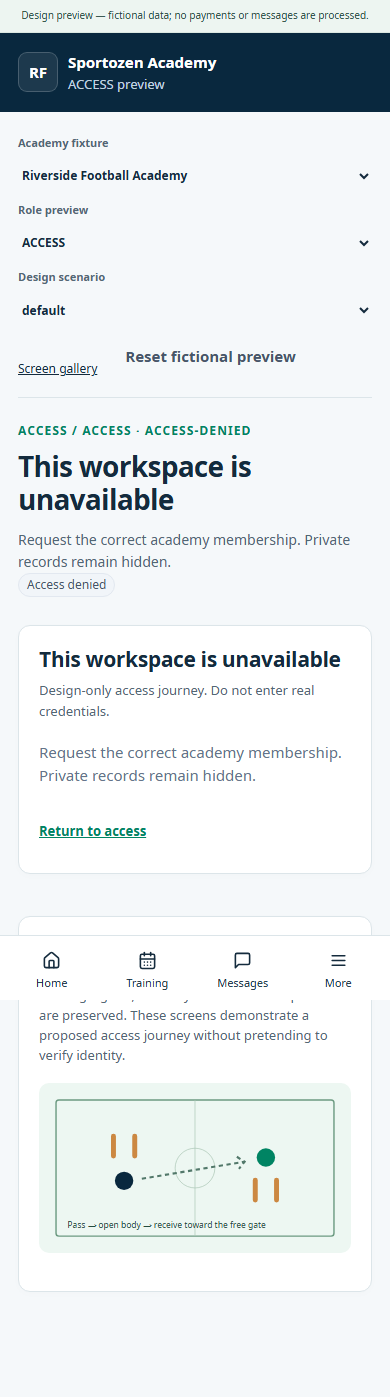 Design preview — fictional data; no payments or messages are processed.
RF
Sportozen Academy
ACCESS preview
Academy fixture
Riverside Football Academy
Role preview
ACCESS
Design scenario
default
Screen gallery
Reset fictional preview
ACCESS / ACCESS · ACCESS-DENIED
This workspace is
unavailable
Request the correct academy membership. Private
records remain hidden.
Access denied
This workspace is unavailable
Design-only access journey. Do not enter real
credentials.
Request the correct academy membership.
Private records remain hidden.
Return to access
Home
Training
Messages
More
are preserved. These screens demonstrate a
proposed access journey without pretending to
verify identity.
Pass → open body → receive toward the free gate